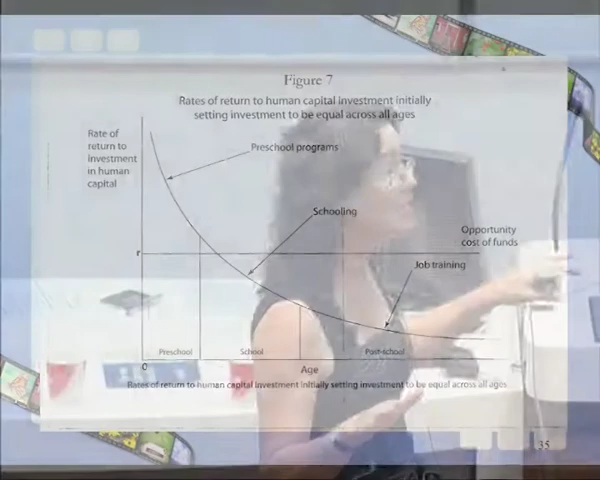 Figure 7
Rates of return to human capital investment initially
setting investment to be equal across all ages
Rate of
return to
investment
in human
capital
Preschool programs
Schooling
Opportunity
cost of funds
r
Job training
Preschool
School
Post-school
0
Age
Rates of return to human capital investment initially setting investment to be equal across all ages
35